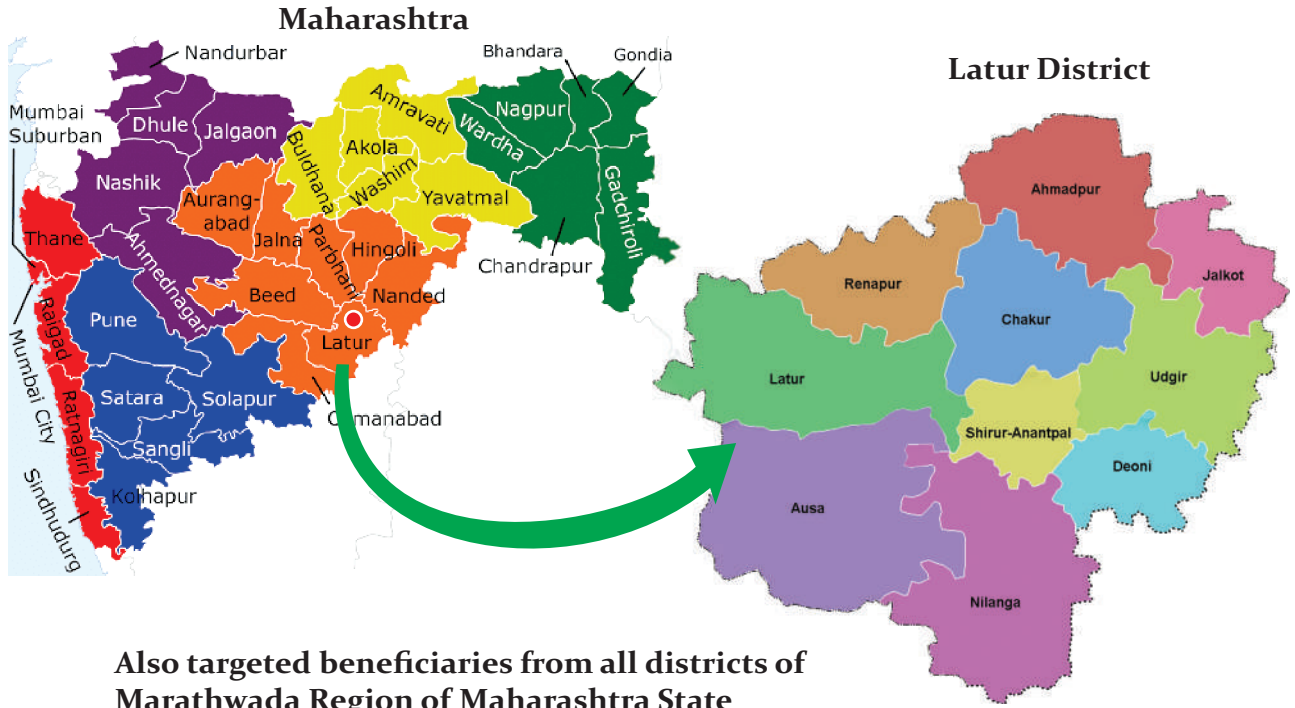 Maharashtra
Nandurbar
Bhandara
Gondia
Latur District
Mumbai
Suburban
Dhule
Jalgaon
Nashik
Buldhana
Akola
Amravati
Washim
Yavatmal
Wardha
Nagpur
Gadchiroli
Chandrapur
Aurang-
abad
Jalna
Parbhani
Hingoli
Nanded
Beed
Latur
Osmanabad
Thane
Ahmednagar
Raigad
Pune
Mumbai City
Ratnagiri
Satara
Solapur
Sangli
Kolhapur
Sindhudurg
Ahmadpur
Jalkot
Renapur
Chakur
Latur
Udgir
Shirur-Anantpal
Deoni
Ausa
Nilanga
Also targeted beneficiaries from all districts of
Marathwada Region of Maharashtra State